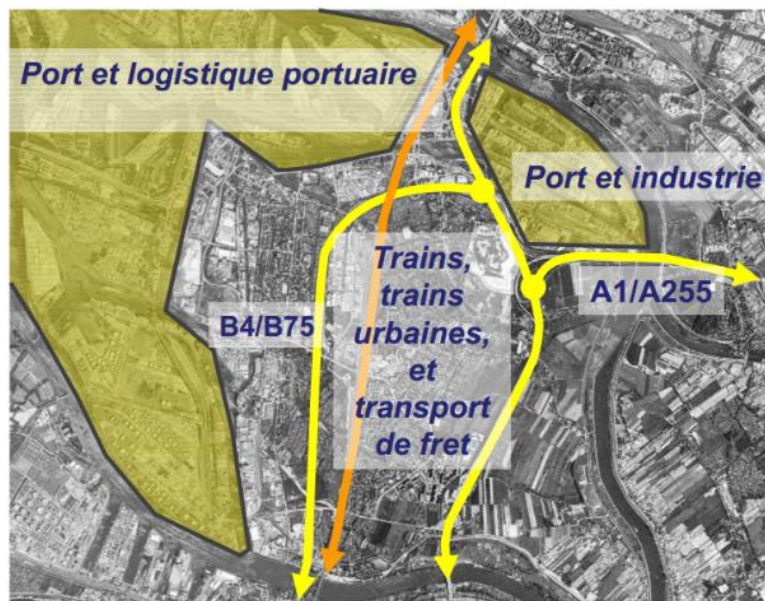 Port et logistique portuaire
Port et industrie
Trains,
trains
urbaines,
et
transport
de fret
B4/B75
A1/A255